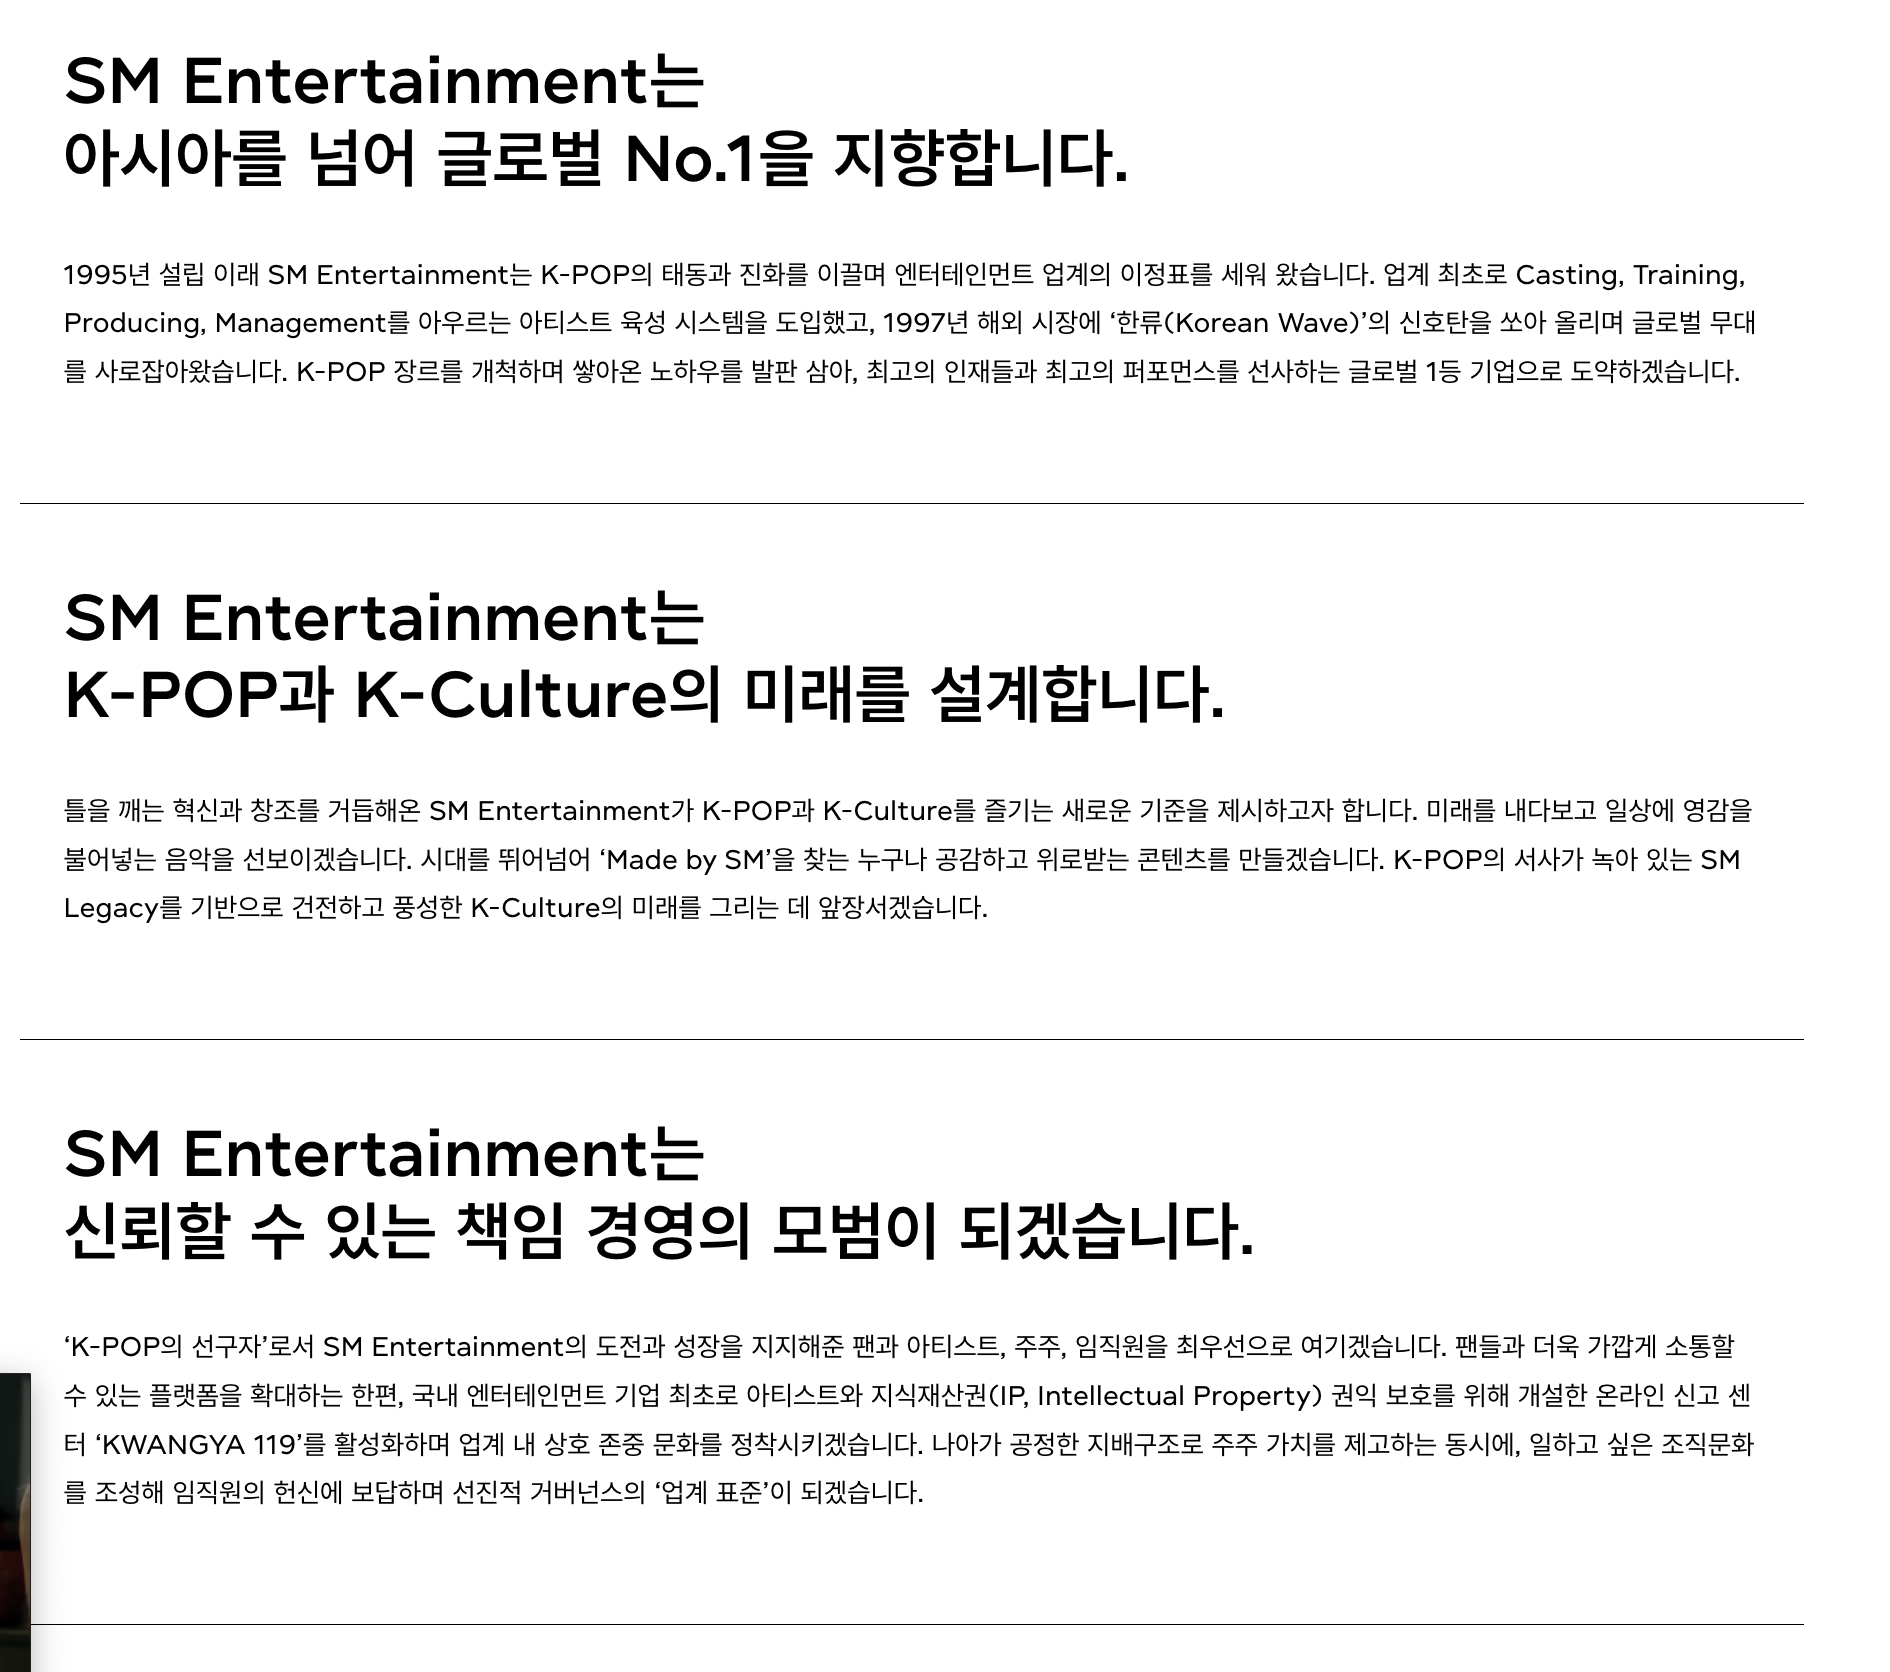 SM Entertainment는
아시아를 넘어 글로벌 No.1을 지향합니다.
1995년 설립 이래 SM Entertainment는 K-POP의 태동과 진화를 이끌며 엔터테인먼트 업계의 이정표를 세워 왔습니다. 업계 최초로 Casting, Training,
Producing, Management를 아우르는 아티스트 육성 시스템을 도입했고, 1997년 해외 시장에 ‘한류(Korean Wave)’의 신호탄을 쏘아 올리며 글로벌 무대
를 사로잡아왔습니다. K-POP 장르를 개척하며 쌓아온 노하우를 발판 삼아, 최고의 인재들과 최고의 퍼포먼스를 선사하는 글로벌 1등 기업으로 도약하겠습니다.
SM Entertainment는
K-POP과 K-Culture의 미래를 설계합니다.
틀을 깨는 혁신과 창조를 거듭해온 SM Entertainment가 K-POP과 K-Culture를 즐기는 새로운 기준을 제시하고자 합니다. 미래를 내다보고 일상에 영감을
불어넣는 음악을 선보이겠습니다. 시대를 뛰어넘어 ‘Made by SM’을 찾는 누구나 공감하고 위로받는 콘텐츠를 만들겠습니다. K-POP의 서사가 녹아 있는 SM
Legacy를 기반으로 건전하고 풍성한 K-Culture의 미래를 그리는 데 앞장서겠습니다.
SM Entertainment는
신뢰할 수 있는 책임 경영의 모범이 되겠습니다.
‘K-POP의 선구자’로서 SM Entertainment의 도전과 성장을 지지해준 팬과 아티스트, 주주, 임직원을 최우선으로 여기겠습니다. 팬들과 더욱 가깝게 소통할
수 있는 플랫폼을 확대하는 한편, 국내 엔터테인먼트 기업 최초로 아티스트와 지식재산권(IP, Intellectual Property) 권익 보호를 위해 개설한 온라인 신고 센
터 ‘KWANGYA 119’를 활성화하며 업계 내 상호 존중 문화를 정착시키겠습니다. 나아가 공정한 지배구조로 주주 가치를 제고하는 동시에, 일하고 싶은 조직문화
를 조성해 임직원의 헌신에 보답하며 선진적 거버넌스의 ‘업계 표준’이 되겠습니다.